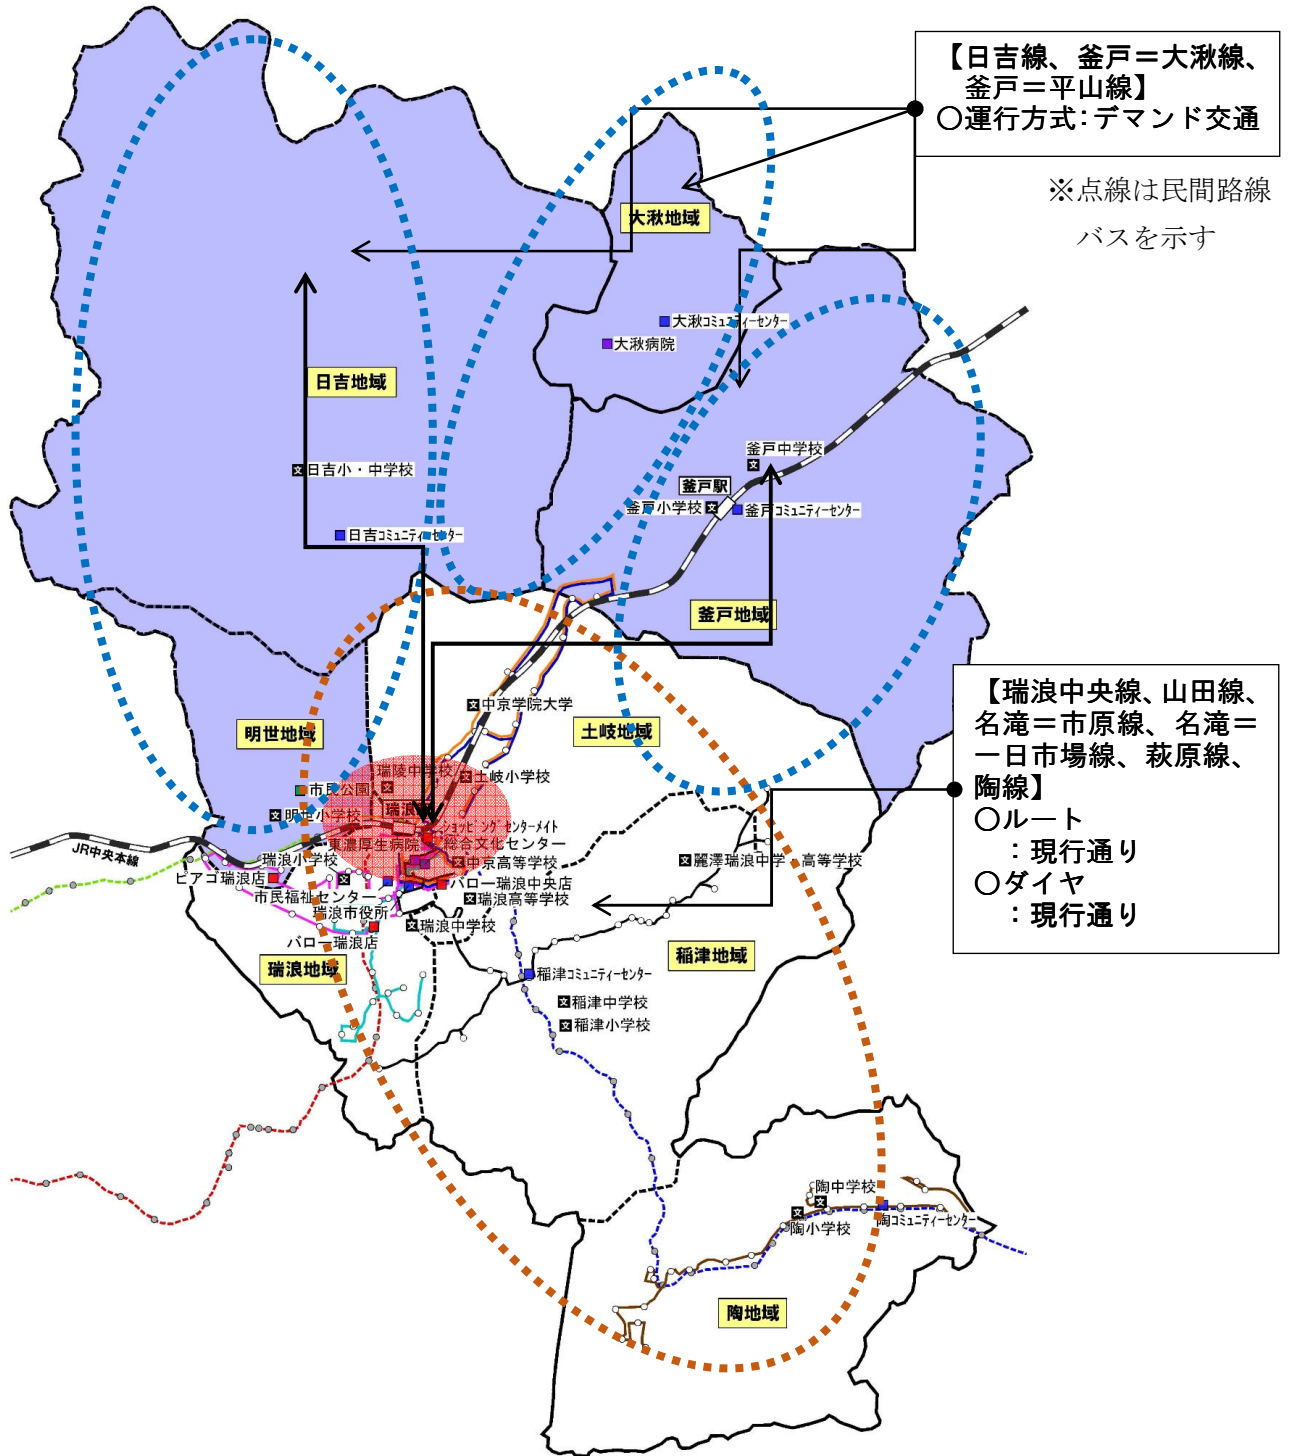 【日吉線、釜戸＝大湫線、
釜戸＝平山線】
○運行方式：デマンド交通
※点線は民間路線
バスを示す
大湫地域
大湫コミュニティーセンター
大湫病院
日吉地域
釜戸中学校
日吉小・中学校
釜戸駅
釜戸小学校
釜戸コミュニティーセンター
日吉コミュニティーセンター
釜戸地域
【瑞浪中央線、山田線、
名滝＝市原線、名滝＝
一日市場線、萩原線、
陶線】
○ルート
：現行通り
○ダイヤ
：現行通り
中京学院大学
土岐地域
明世地域
瑞陵中学校
土岐小学校
市民公園
明世小学校
瑞浪
ショッピングセンターメイト
JR中央本線
東濃厚生病院
総合文化センター
瑞浪小学校
中京高等学校
麗澤瑞浪中学・高等学校
ピアゴ瑞浪店
バロー瑞浪中央店
市民福祉センター
瑞浪高等学校
瑞浪市役所
瑞浪中学校
バロー瑞浪店
瑞浪地域
稲津地域
稲津コミュニティーセンター
稲津中学校
稲津小学校
陶中学校
陶小学校
陶コミュニティーセンター
陶地域